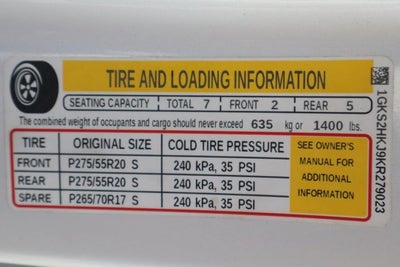 TIRE AND LOADING INFORMATION
SEATING CAPACITY TOTAL 7 FRONT 2 REAR 5
The combined weight of occupants and cargo should never exceed 635 kg or 1400 lbs.
TIRE ORIGINAL SIZE COLD TIRE PRESSURE
FRONT P275/55R20 S 240 kPa, 35 PSI
REAR P275/55R20 S 240 kPa, 35 PSI
SPARE P265/70R17 S 240 kPa, 35 PSI
SEE OWNER'S
MANUAL FOR
ADDITIONAL
INFORMATION
1GKS2HKJ9KR279023